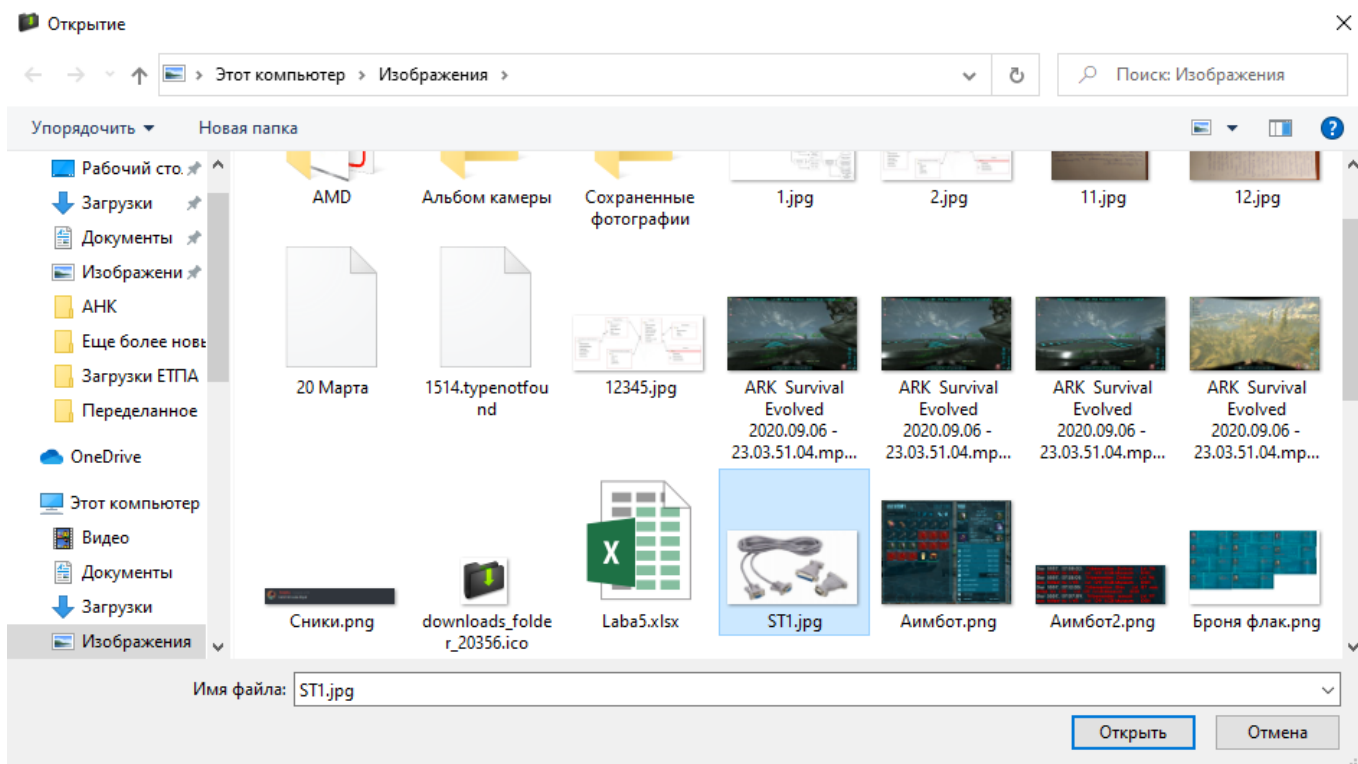 Открытие
Этот компьютер › Изображения ›
Поиск: Изображения
Упорядочить
Новая папка
Рабочий сто.
Загрузки
Документы
Изображени
АНК
Еще более новь
Загрузки ЕТПА
Переделанное
OneDrive
Этот компьютер
Видео
Документы
Загрузки
Изображения
AMD
Альбом камеры
Сохраненные
фотографии
1.jpg
2.jpg
11.jpg
12.jpg
20 Марта
1514.typenotfou
nd
12345.jpg
ARK Survival
Evolved
2020.09.06 -
23.03.51.04.mp...
ARK Survival
Evolved
2020.09.06 -
23.03.51.04.mp...
ARK Survival
Evolved
2020.09.06 -
23.03.51.04.mp...
ARK Survival
Evolved
2020.09.06 -
23.03.51.04.mp...
Сники.png
downloads_folde
r_20356.ico
Laba5.xlsx
ST1.jpg
Аимбот.png
Аимбот2.png
Броня флак.png
Имя файла:
ST1.jpg
Открыть
Отмена